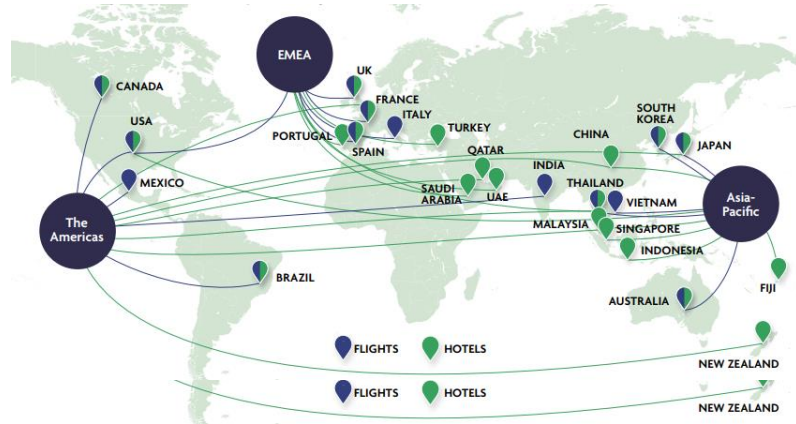 EMEA
UK
CANADA
FRANCE
USA
ITALY
SOUTH
KOREA
PORTUGAL
TURKEY
CHINA
JAPAN
SPAIN
QATAR
INDIA
MEXICO
SAUDI
ARABIA
UAE
THAILAND
VIETNAM
Asia-
Pacific
The
Americas
MALAYSIA
SINGAPORE
INDONESIA
BRAZIL
FIJI
AUSTRALIA
FLIGHTS
HOTELS
NEW ZEALAND
FLIGHTS
HOTELS
NEW ZEALAND